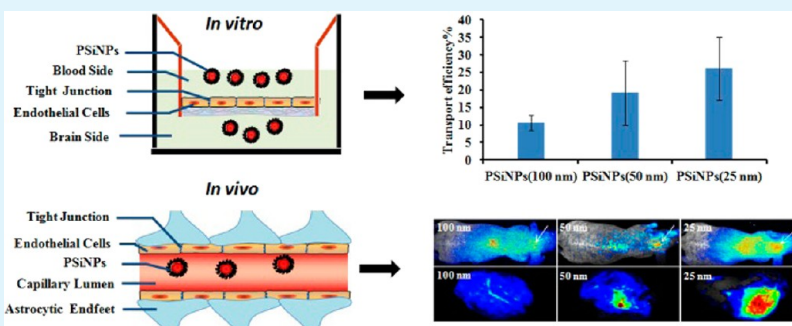 In vitro
PSiNPs
Blood Side
Tight Junction
Endothelial Cells
Brain Side
Transport efficiency%
40
35
30
25
20
15
10
5
0
PSiNPs(100 nm) PSiNPs(50 nm) PSiNPs(25 nm)
In vivo
Tight Junction
Endothelial Cells
PSiNPs
Capillary Lumen
Astrocytic Endfeet
100 nm 50 nm 25 nm
100 nm 50 nm 25 nm